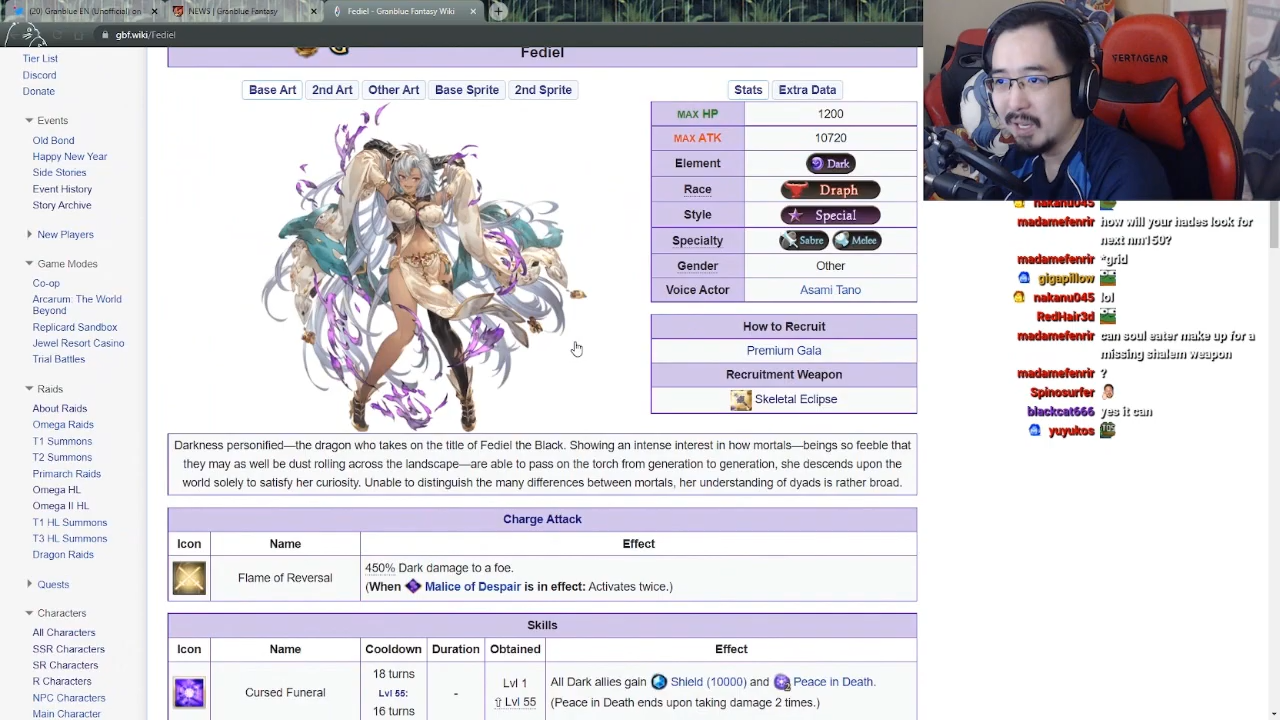 (20) Granblue EN (Unofficial) on
NEWS | Granblue Fantasy
Fediel - Granblue Fantasy Wiki
gbf.wiki/Fediel
VERTAGEAR
Tier List
Discord
Donate
Events
Old Bond
Happy New Year
Side Stories
Event History
Story Archive
New Players
Game Modes
Co-op
Arcarum: The World
Beyond
Replicard Sandbox
Jewel Resort Casino
Trial Battles
Raids
About Raids
Omega Raids
T1 Summons
T2 Summons
Primarch Raids
Omega HL
Omega II HL
T1 HL Summons
T3 HL Summons
Dragon Raids
Quests
Characters
All Characters
SSR Characters
SR Characters
R Characters
NPC Characters
Main Character
Fediel
Base Art 2nd Art Other Art Base Sprite 2nd Sprite
Stats Extra Data
MAX HP 1200
MAX ATK 10720
Element Dark
Race Draph
Style Special
Specialty Sabre Melee
Gender Other
Voice Actor Asami Tano
How to Recruit
Premium Gala
Recruitment Weapon
Skeletal Eclipse
Darkness personified—the dragon who takes on the title of Fediel the Black. Showing an intense interest in how mortals—beings so feeble that
they may as well be dust rolling across the landscape—are able to pass on the torch from generation to generation, she descends upon the
world solely to satisfy her curiosity. Unable to distinguish the many differences between mortals, her understanding of dyads is rather broad.
Charge Attack
Icon Name Effect
Flame of Reversal
450% Dark damage to a foe.
(When Malice of Despair is in effect: Activates twice.)
Skills
Icon Name Cooldown Duration Obtained Effect
Cursed Funeral
18 turns
Lvl 55:
16 turns
-
Lvl 1
⇧ Lvl 55
All Dark allies gain Shield (10000) and Peace in Death.
(Peace in Death ends upon taking damage 2 times.)
nakanu045
madamefenrir how will your hades look for
next nm150?
madamefenrir *grid
gigapillow
nakanu045 lol
RedHair3d
madamefenrir can soul eater make up for a
missing shalem weapon
madamefenrir ?
Spinosurfer
blackcat666 yes it can
yuyukos